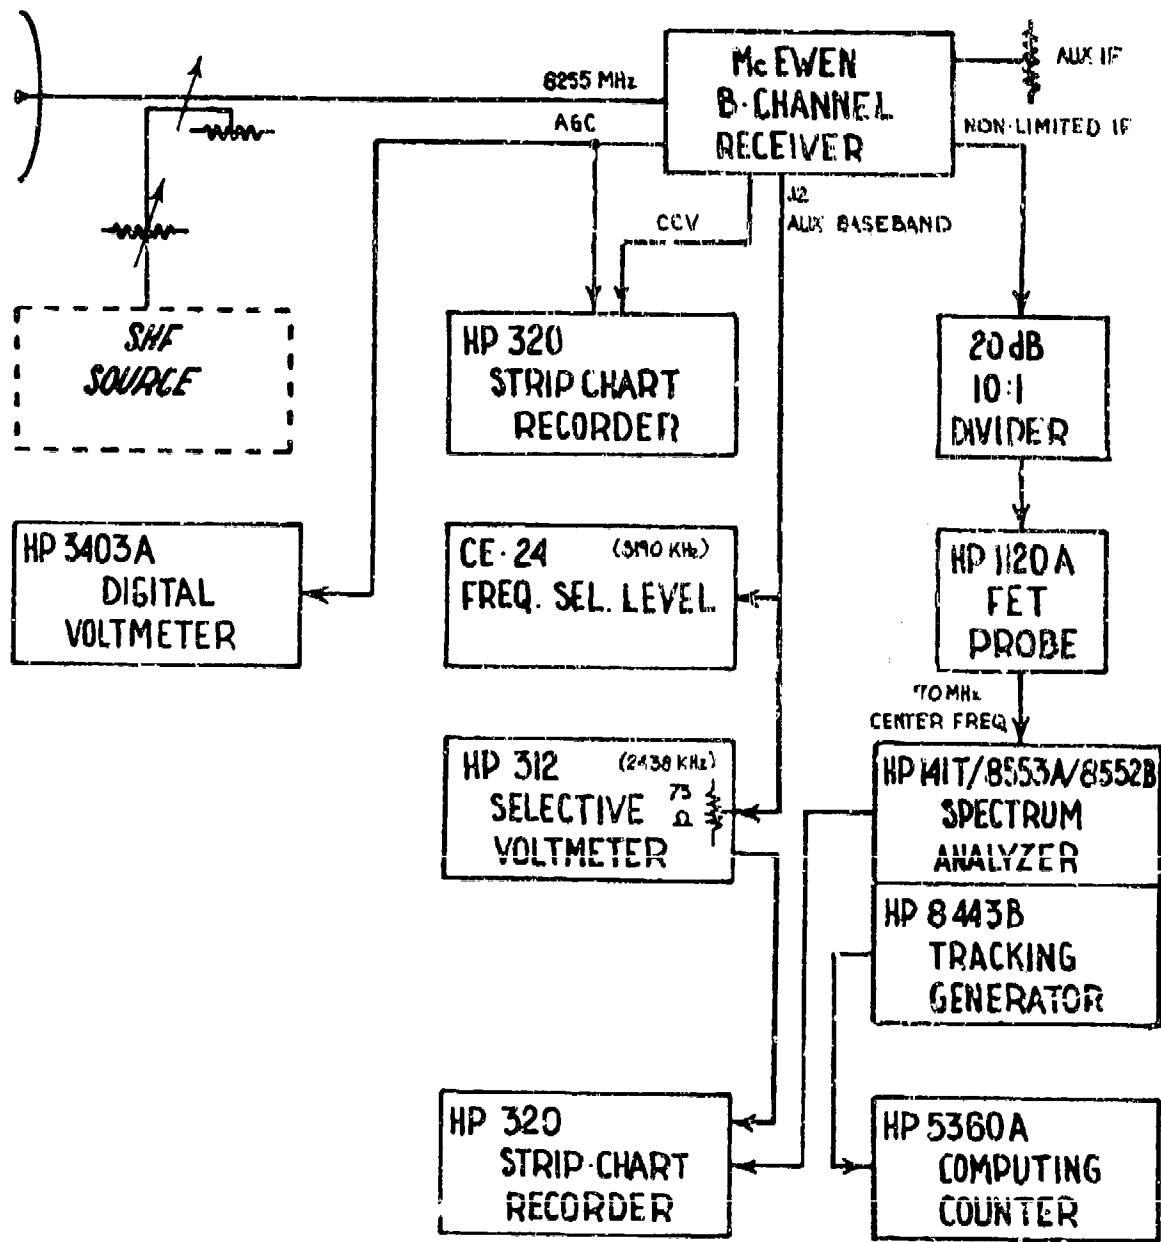 McEWEN
B-CHANNEL
RECEIVER
AUX IF
8255 MHz
AGC
NON-LIMITED IF
J2
AUX BASEBAND
CCV
SHF
SOURCE
HP 320
STRIP CHART
RECORDER
20 dB
10:1
DIVIDER
HP 3403A
DIGITAL
VOLTMETER
CE-24
FREQ. SEL. LEVEL
HP 1120A
FET
PROBE
70 MHz
CENTER FREQ
HP 312 (2438 KHz)
SELECTIVE 75
Ω
VOLTMETER
HP 141T/8553A/8552B
SPECTRUM
ANALYZER
HP 8443B
TRACKING
GENERATOR
HP 320
STRIP-CHART
RECORDER
HP 5360A
COMPUTING
COUNTER